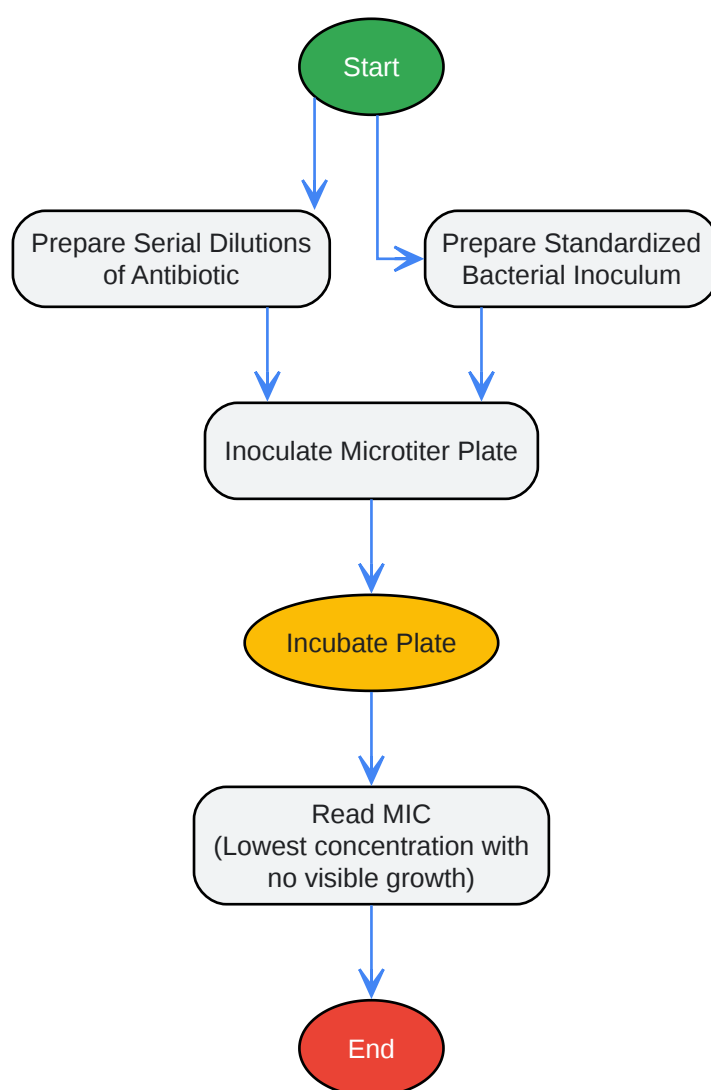 Start
Prepare Serial Dilutions
of Antibiotic
Prepare Standardized
Bacterial Inoculum
Inoculate Microtiter Plate
Incubate Plate
Read MIC
(Lowest concentration with
no visible growth)
End